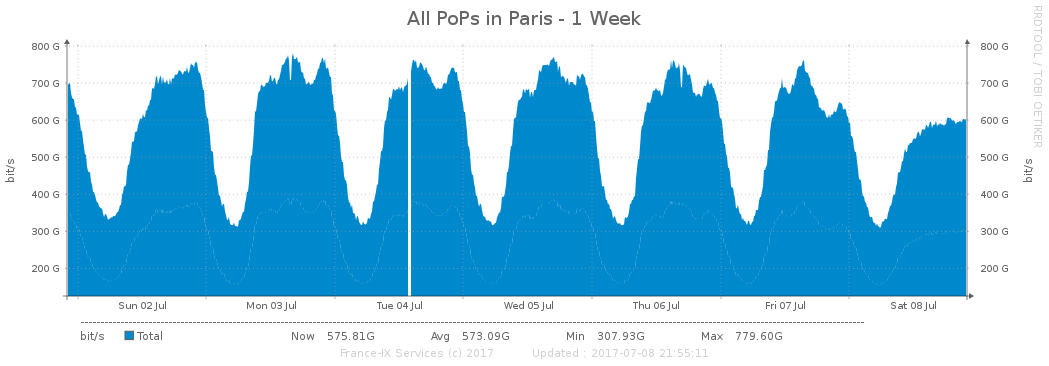 All PoPs in Paris - 1 Week
RRDTOOL / TOBI OETIKER
800 G 800 G
700 G 700 G
600 G 600 G
500 G 500 G
400 G 400 G
300 G 300 G
200 G 200 G
bit/s
bit/s
Sun 02 Jul Mon 03 Jul Tue 04 Jul Wed 05 Jul Thu 06 Jul Fri 07 Jul Sat 08 Jul
bit/s Total Now 575.81G Avg 573.09G Min 307.93G Max 779.60G
France-IX Services (c) 2017 Updated : 2017-07-08 21:55:11